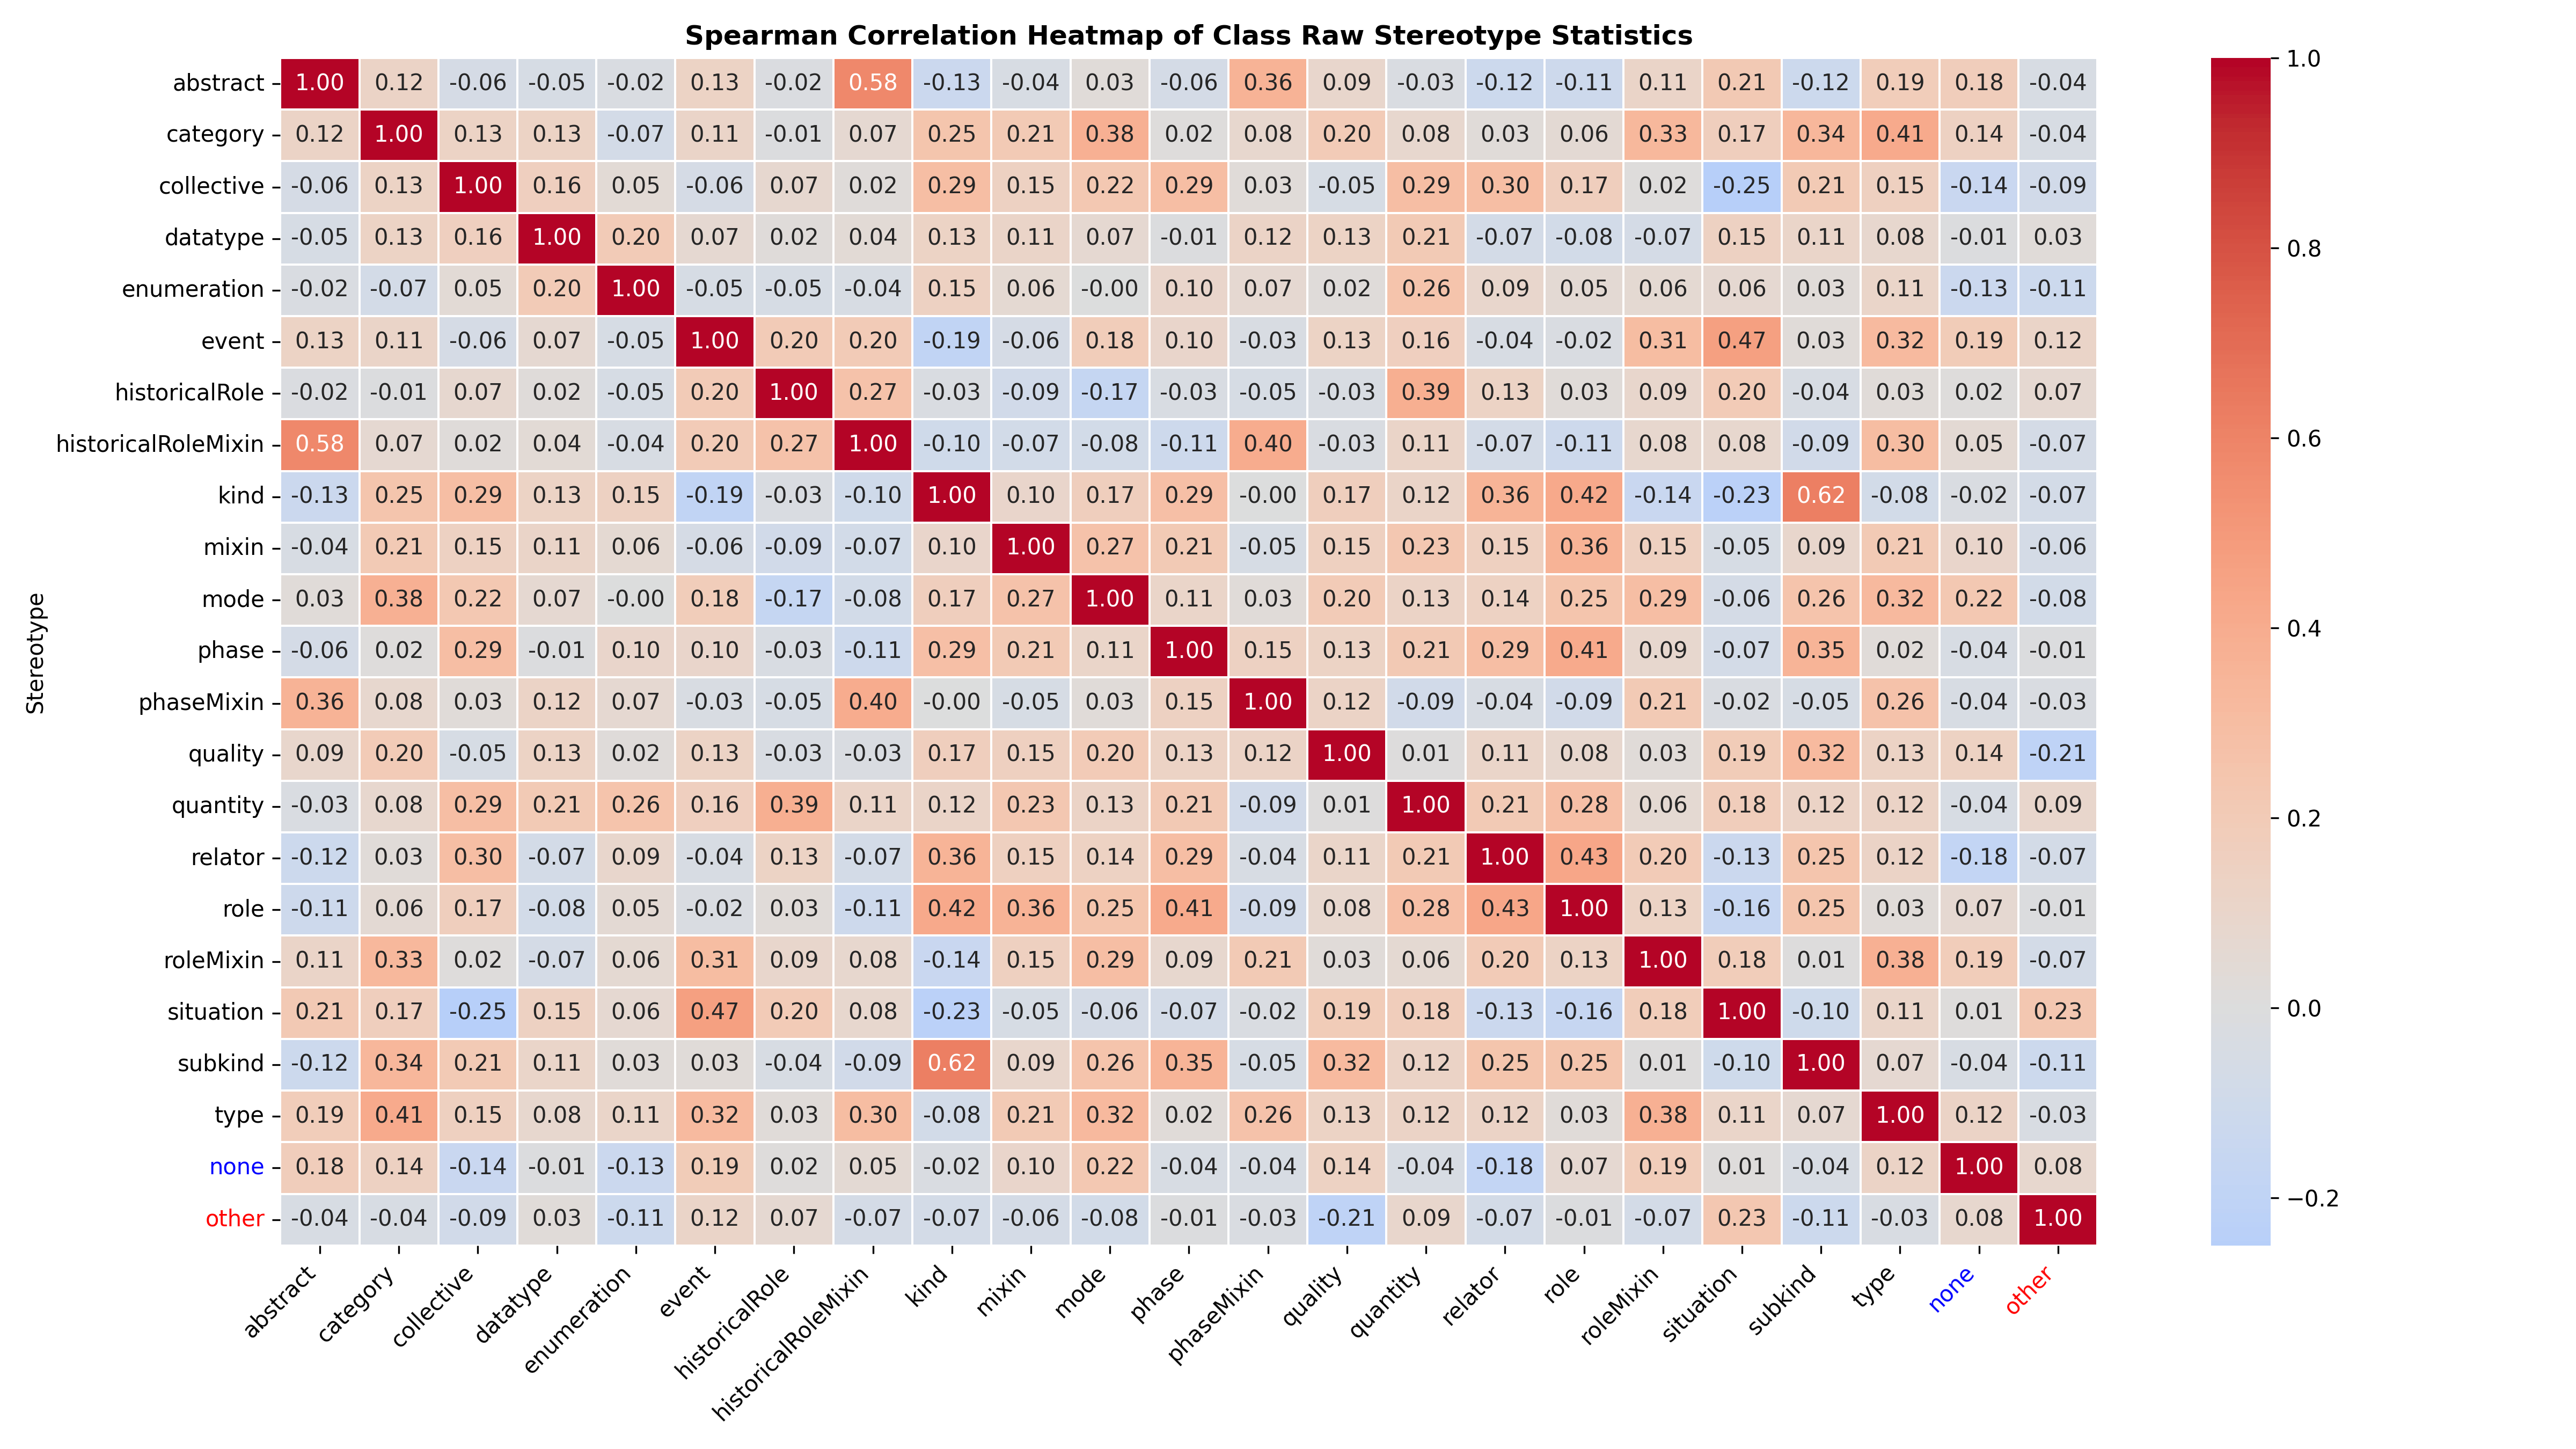 Spearman Correlation Heatmap of Class Raw Stereotype Statistics
Stereotype
abstract 1.00 0.12 -0.06 -0.05 -0.02 0.13 -0.02 0.58 -0.13 -0.04 0.03 -0.06 0.36 0.09 -0.03 -0.12 -0.11 0.11 0.21 -0.12 0.19 0.18 -0.04
category 0.12 1.00 0.13 0.13 -0.07 0.11 -0.01 0.07 0.25 0.21 0.38 0.02 0.08 0.20 0.08 0.03 0.06 0.33 0.17 0.34 0.41 0.14 -0.04
collective -0.06 0.13 1.00 0.16 0.05 -0.06 0.07 0.02 0.29 0.15 0.22 0.29 0.03 -0.05 0.29 0.30 0.17 0.02 -0.25 0.21 0.15 -0.14 -0.09
datatype -0.05 0.13 0.16 1.00 0.20 0.07 0.02 0.04 0.13 0.11 0.07 -0.01 0.12 0.13 0.21 -0.07 -0.08 -0.07 0.15 0.11 0.08 -0.01 0.03
enumeration -0.02 -0.07 0.05 0.20 1.00 -0.05 -0.05 -0.04 0.15 0.06 -0.00 0.10 0.07 0.02 0.26 0.09 0.05 0.06 0.06 0.03 0.11 -0.13 -0.11
event 0.13 0.11 -0.06 0.07 -0.05 1.00 0.20 0.20 -0.19 -0.06 0.18 0.10 -0.03 0.13 0.16 -0.04 -0.02 0.31 0.47 0.03 0.32 0.19 0.12
historicalRole -0.02 -0.01 0.07 0.02 -0.05 0.20 1.00 0.27 -0.03 -0.09 -0.17 -0.03 -0.05 -0.03 0.39 0.13 0.03 0.09 0.20 -0.04 0.03 0.02 0.07
historicalRoleMixin 0.58 0.07 0.02 0.04 -0.04 0.20 0.27 1.00 -0.10 -0.07 -0.08 -0.11 0.40 -0.03 0.11 -0.07 -0.11 0.08 0.08 -0.09 0.30 0.05 -0.07
kind -0.13 0.25 0.29 0.13 0.15 -0.19 -0.03 -0.10 1.00 0.10 0.17 0.29 -0.00 0.17 0.12 0.36 0.42 -0.14 -0.23 0.62 -0.08 -0.02 -0.07
mixin -0.04 0.21 0.15 0.11 0.06 -0.06 -0.09 -0.07 0.10 1.00 0.27 0.21 -0.05 0.15 0.23 0.15 0.36 0.15 -0.05 0.09 0.21 0.10 -0.06
mode 0.03 0.38 0.22 0.07 -0.00 0.18 -0.17 -0.08 0.17 0.27 1.00 0.11 0.03 0.20 0.13 0.14 0.25 0.29 -0.06 0.26 0.32 0.22 -0.08
phase -0.06 0.02 0.29 -0.01 0.10 0.10 -0.03 -0.11 0.29 0.21 0.11 1.00 0.15 0.13 0.21 0.29 0.41 0.09 -0.07 0.35 0.02 -0.04 -0.01
phaseMixin 0.36 0.08 0.03 0.12 0.07 -0.03 -0.05 0.40 -0.00 -0.05 0.03 0.15 1.00 0.12 -0.09 -0.04 -0.09 0.21 -0.02 -0.05 0.26 -0.04 -0.03
quality 0.09 0.20 -0.05 0.13 0.02 0.13 -0.03 -0.03 0.17 0.15 0.20 0.13 0.12 1.00 0.01 0.11 0.08 0.03 0.19 0.32 0.13 0.14 -0.21
quantity -0.03 0.08 0.29 0.21 0.26 0.16 0.39 0.11 0.12 0.23 0.13 0.21 -0.09 0.01 1.00 0.21 0.28 0.06 0.18 0.12 0.12 -0.04 0.09
relator -0.12 0.03 0.30 -0.07 0.09 -0.04 0.13 -0.07 0.36 0.15 0.14 0.29 -0.04 0.11 0.21 1.00 0.43 0.20 -0.13 0.25 0.12 -0.18 -0.07
role -0.11 0.06 0.17 -0.08 0.05 -0.02 0.03 -0.11 0.42 0.36 0.25 0.41 -0.09 0.08 0.28 0.43 1.00 0.13 -0.16 0.25 0.03 0.07 -0.01
roleMixin 0.11 0.33 0.02 -0.07 0.06 0.31 0.09 0.08 -0.14 0.15 0.29 0.09 0.21 0.03 0.06 0.20 0.13 1.00 0.18 0.01 0.38 0.19 -0.07
situation 0.21 0.17 -0.25 0.15 0.06 0.47 0.20 0.08 -0.23 -0.05 -0.06 -0.07 -0.02 0.19 0.18 -0.13 -0.16 0.18 1.00 -0.10 0.11 0.01 0.23
subkind -0.12 0.34 0.21 0.11 0.03 0.03 -0.04 -0.09 0.62 0.09 0.26 0.35 -0.05 0.32 0.12 0.25 0.25 0.01 -0.10 1.00 0.07 -0.04 -0.11
type 0.19 0.41 0.15 0.08 0.11 0.32 0.03 0.30 -0.08 0.21 0.32 0.02 0.26 0.13 0.12 0.12 0.03 0.38 0.11 0.07 1.00 0.12 -0.03
none 0.18 0.14 -0.14 -0.01 -0.13 0.19 0.02 0.05 -0.02 0.10 0.22 -0.04 -0.04 0.14 -0.04 -0.18 0.07 0.19 0.01 -0.04 0.12 1.00 0.08
other -0.04 -0.04 -0.09 0.03 -0.11 0.12 0.07 -0.07 -0.07 -0.06 -0.08 -0.01 -0.03 -0.21 0.09 -0.07 -0.01 -0.07 0.23 -0.11 -0.03 0.08 1.00
abstract category collective datatype enumeration event historicalRole historicalRoleMixin kind mixin mode phase phaseMixin quality quantity relator role roleMixin situation subkind type none other
1.0
0.8
0.6
0.4
0.2
0.0
−0.2